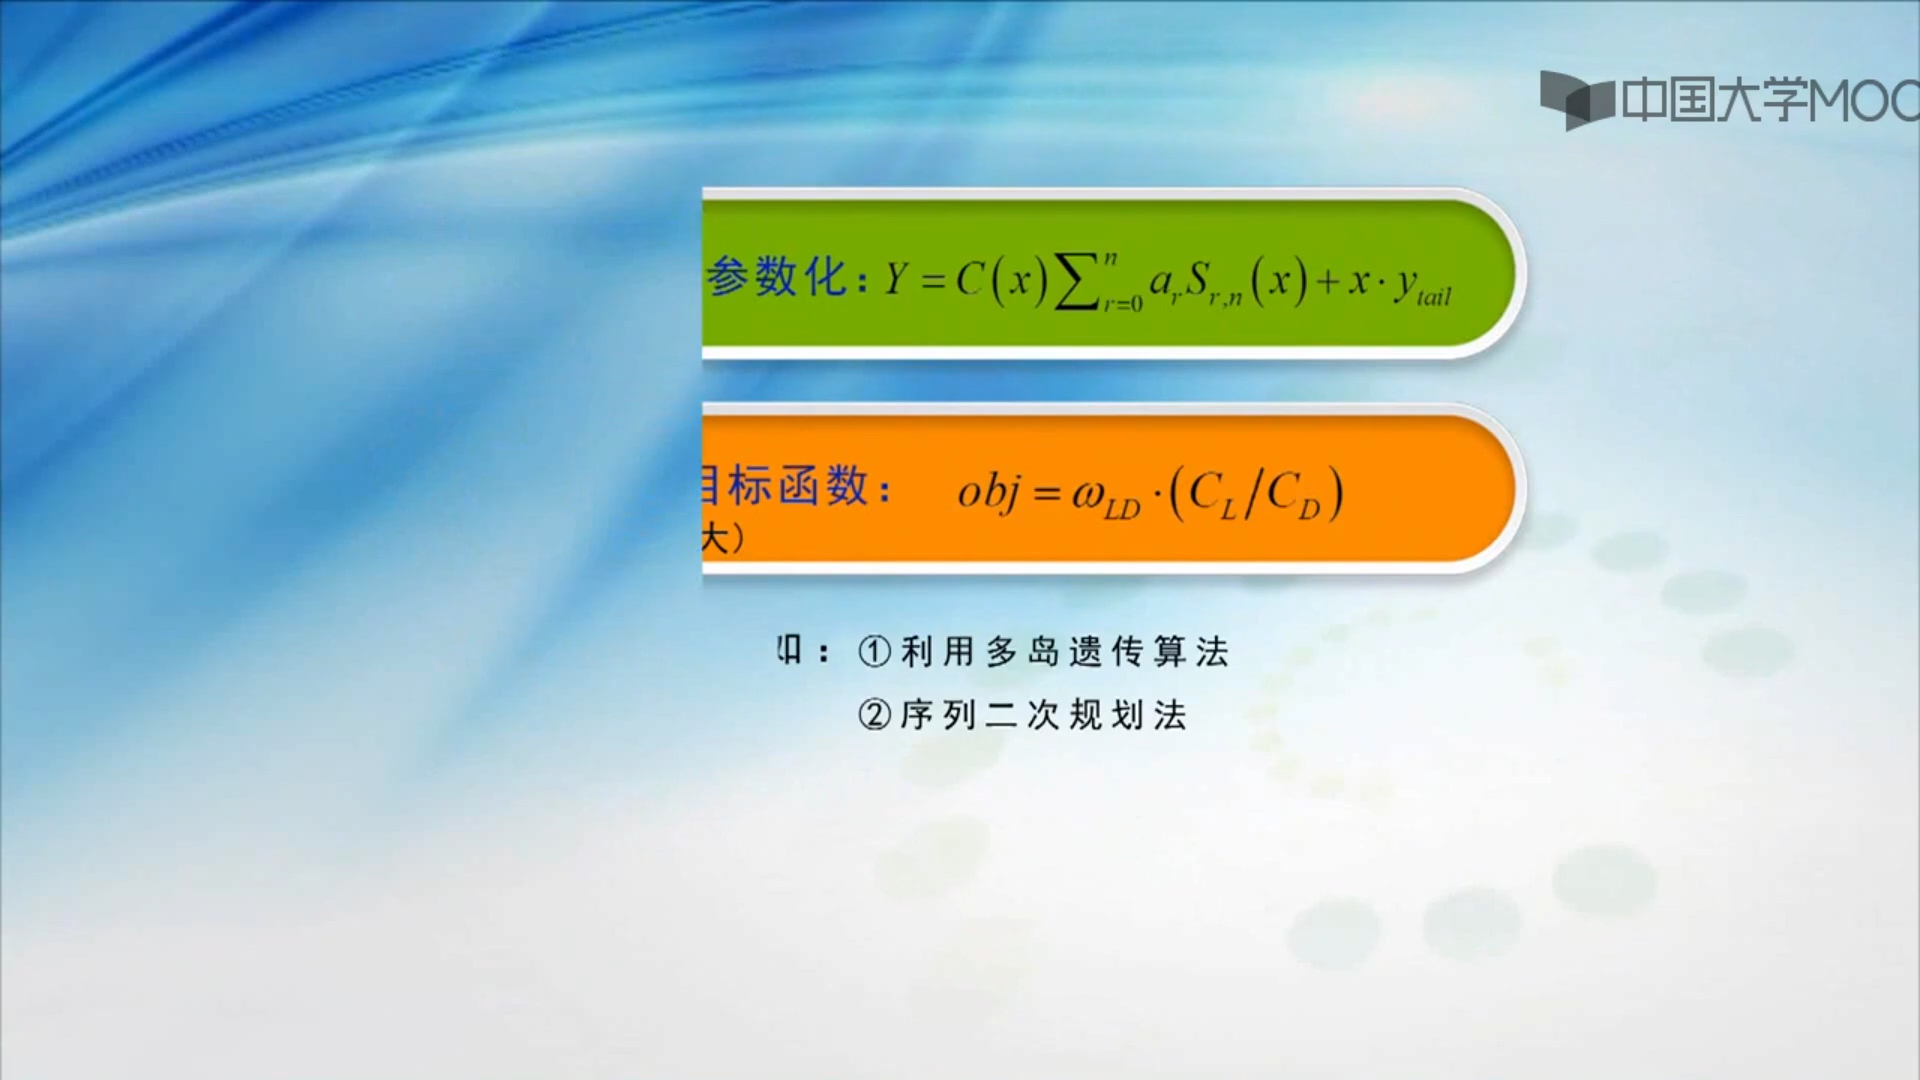 中国大学MOO
参数化：Y = C(x)∑ⁿᵣ₌₀ aᵣSᵣ,ₙ(x) + x · y_tail
目标函数： obj = ω_LD · (C_L/C_D)
大）
：①利用多岛遗传算法
②序列二次规划法